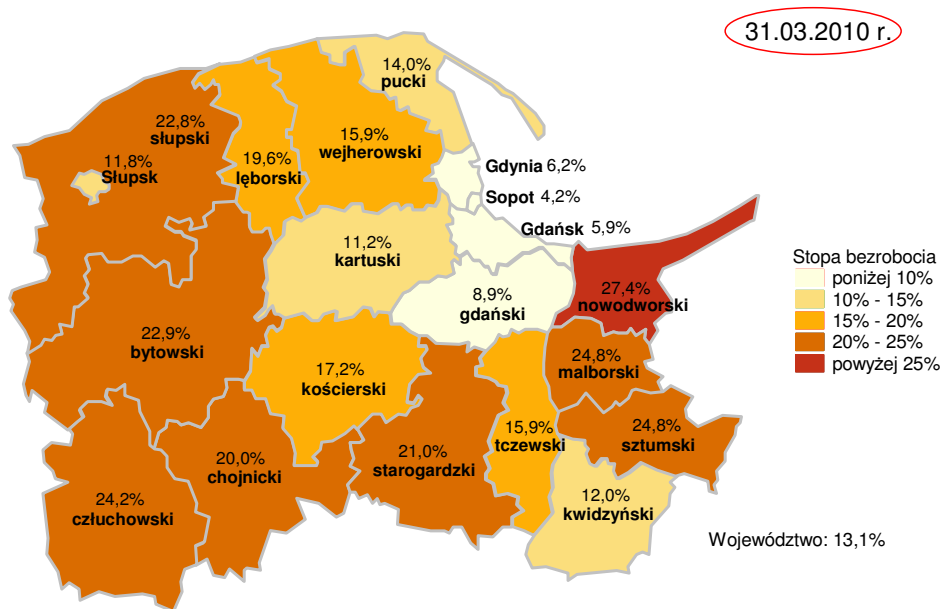 31.03.2010 r.
14,0%
pucki
22,8%
słupski
11,8%
Słupsk
19,6%
lęborski
15,9%
wejherowski
Gdynia 6,2%
Sopot 4,2%
Gdańsk 5,9%
11,2%
kartuski
8,9%
gdański
27,4%
nowodworski
Stopa bezrobocia
poniżej 10%
10% - 15%
15% - 20%
20% - 25%
powyżej 25%
22,9%
bytowski
17,2%
kościerski
24,8%
malborski
15,9%
tczewski
24,8%
sztumski
21,0%
starogardzki
20,0%
chojnicki
24,2%
człuchowski
12,0%
kwidzyński
Województwo: 13,1%